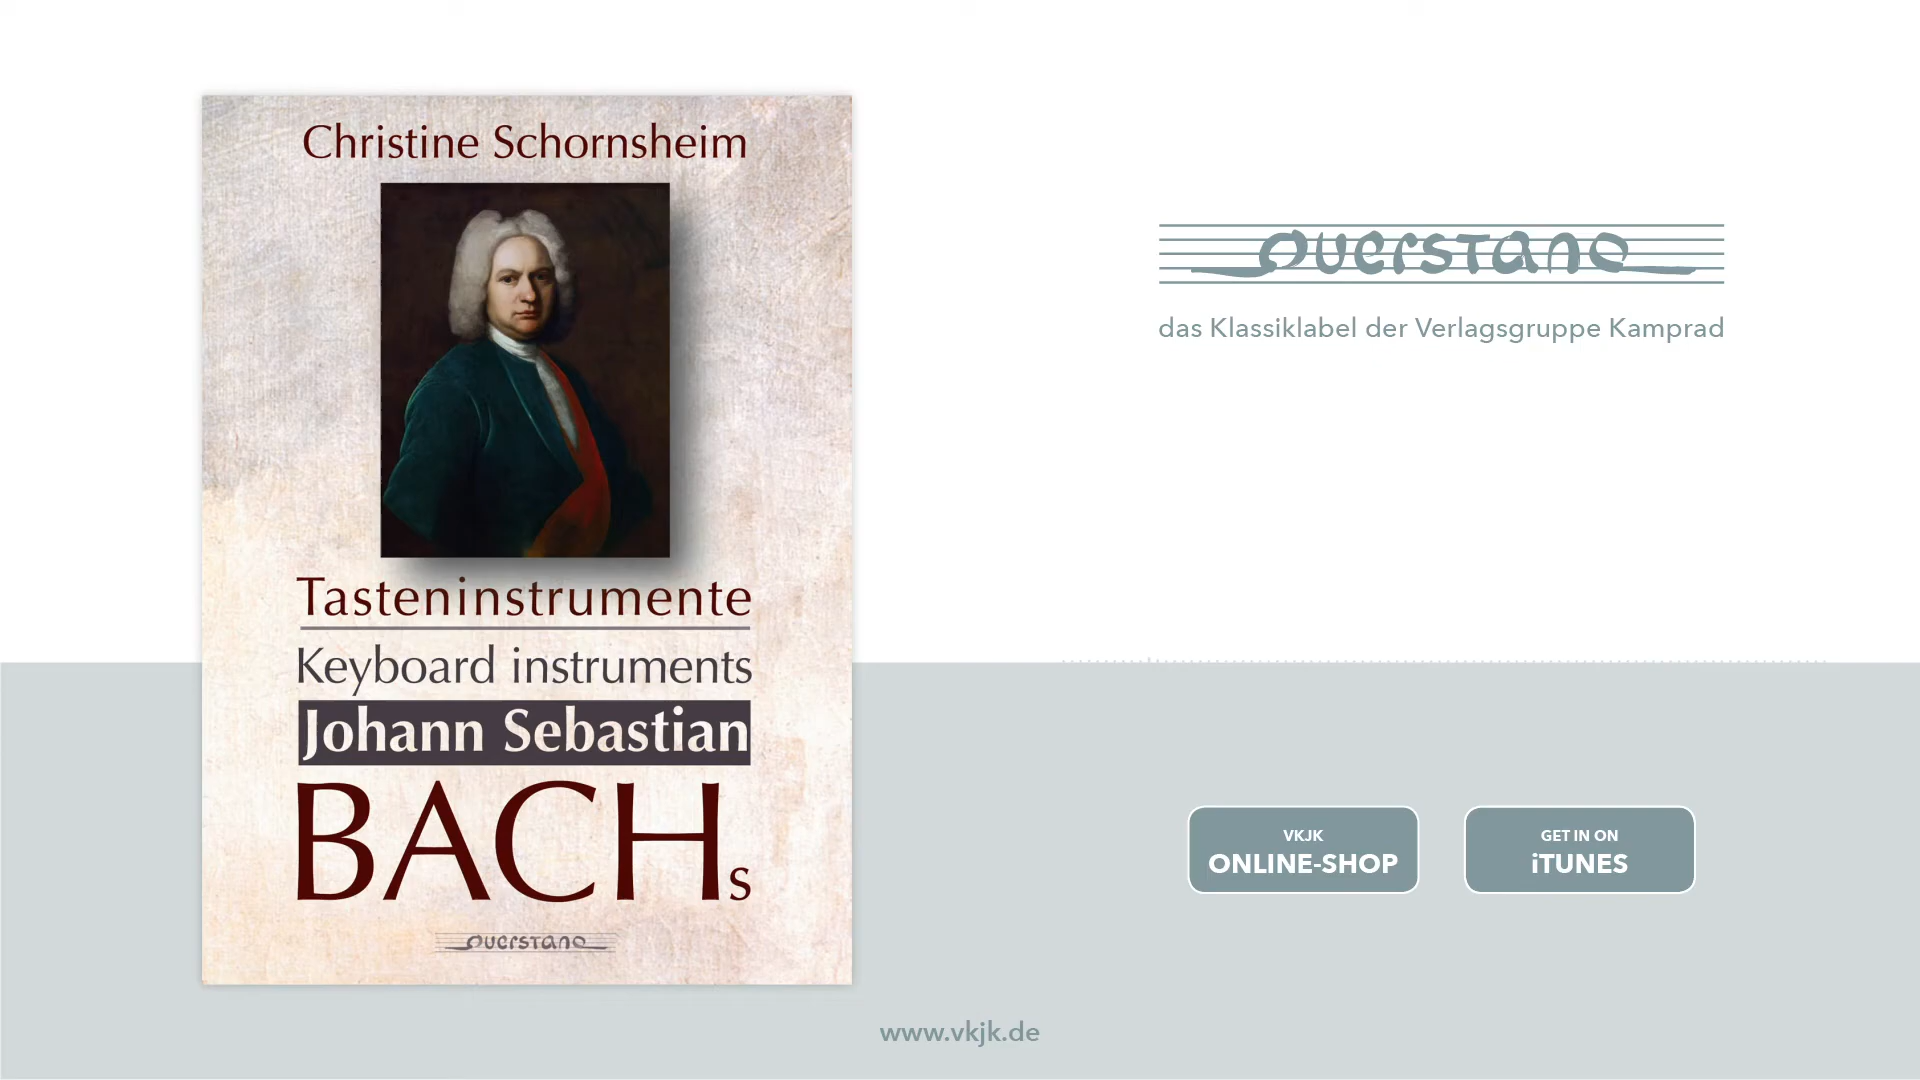 Christine Schornsheim
Tasteninstrumente
Keyboard instruments
Johann Sebastian
BACHs
querstand
querstand
das Klassiklabel der Verlagsgruppe Kamprad
VKJK
ONLINE-SHOP
GET IN ON
iTUNES
www.vkjk.de